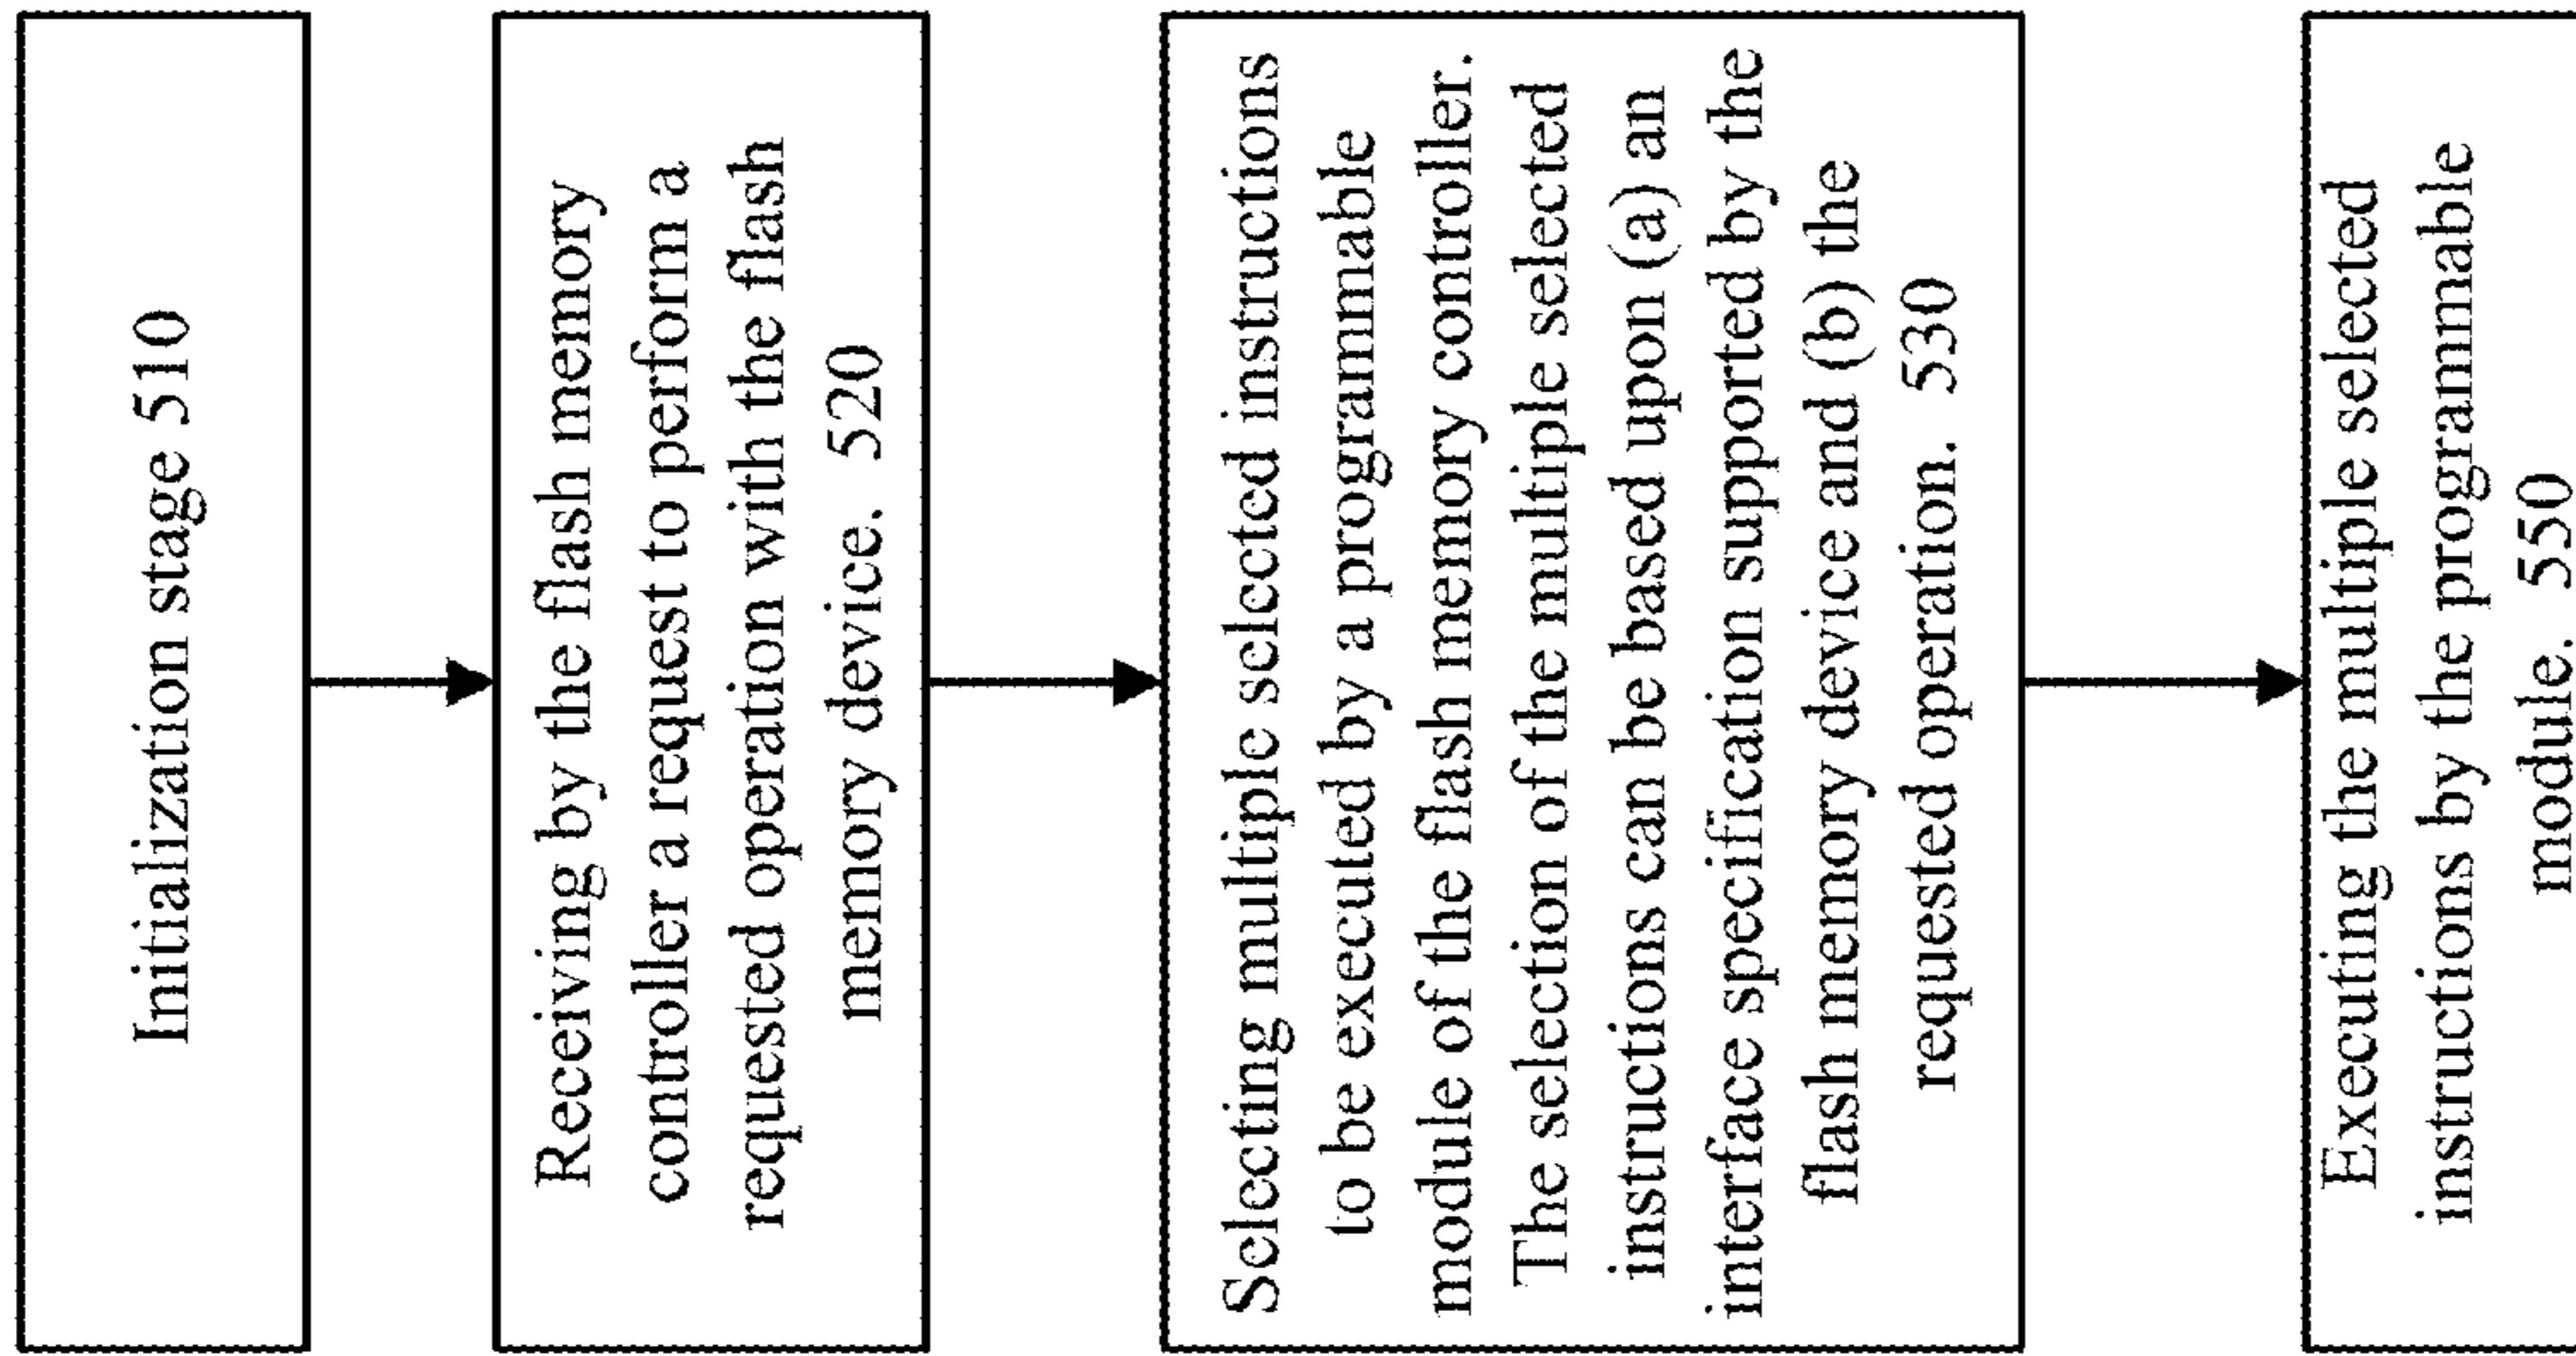 Initialization stage 510
Receiving by the flash memory
controller a request to perform a
requested operation with the flash
memory device. 520
Selecting multiple selected instructions
to be executed by a programmable
module of the flash memory controller.
The selection of the multiple selected
instructions can be based upon (a) an
interface specification supported by the
flash memory device and (b) the
requested operation. 530
Executing the multiple selected
instructions by the programmable
module. 550